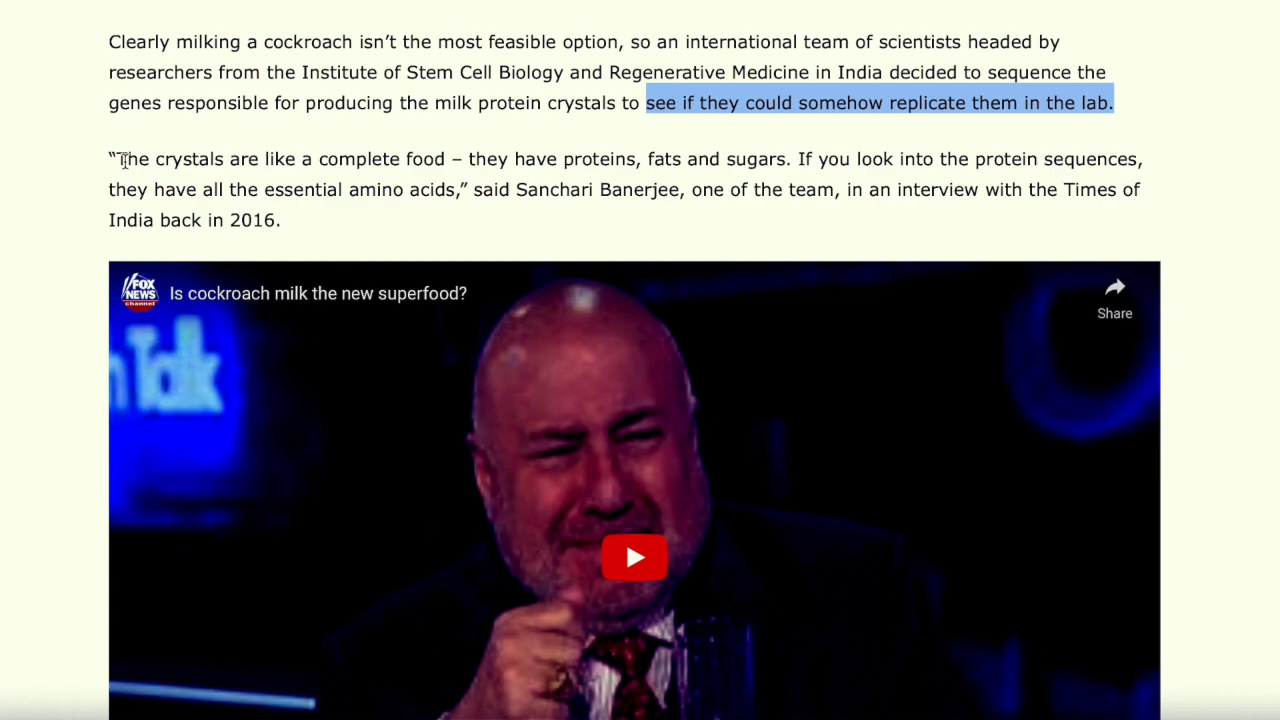 Clearly milking a cockroach isn’t the most feasible option, so an international team of scientists headed by
researchers from the Institute of Stem Cell Biology and Regenerative Medicine in India decided to sequence the
genes responsible for producing the milk protein crystals to see if they could somehow replicate them in the lab.
“The crystals are like a complete food – they have proteins, fats and sugars. If you look into the protein sequences,
they have all the essential amino acids,” said Sanchari Banerjee, one of the team, in an interview with the Times of
India back in 2016.
FOX
NEWS
channel
Is cockroach milk the new superfood?
Share
Talk